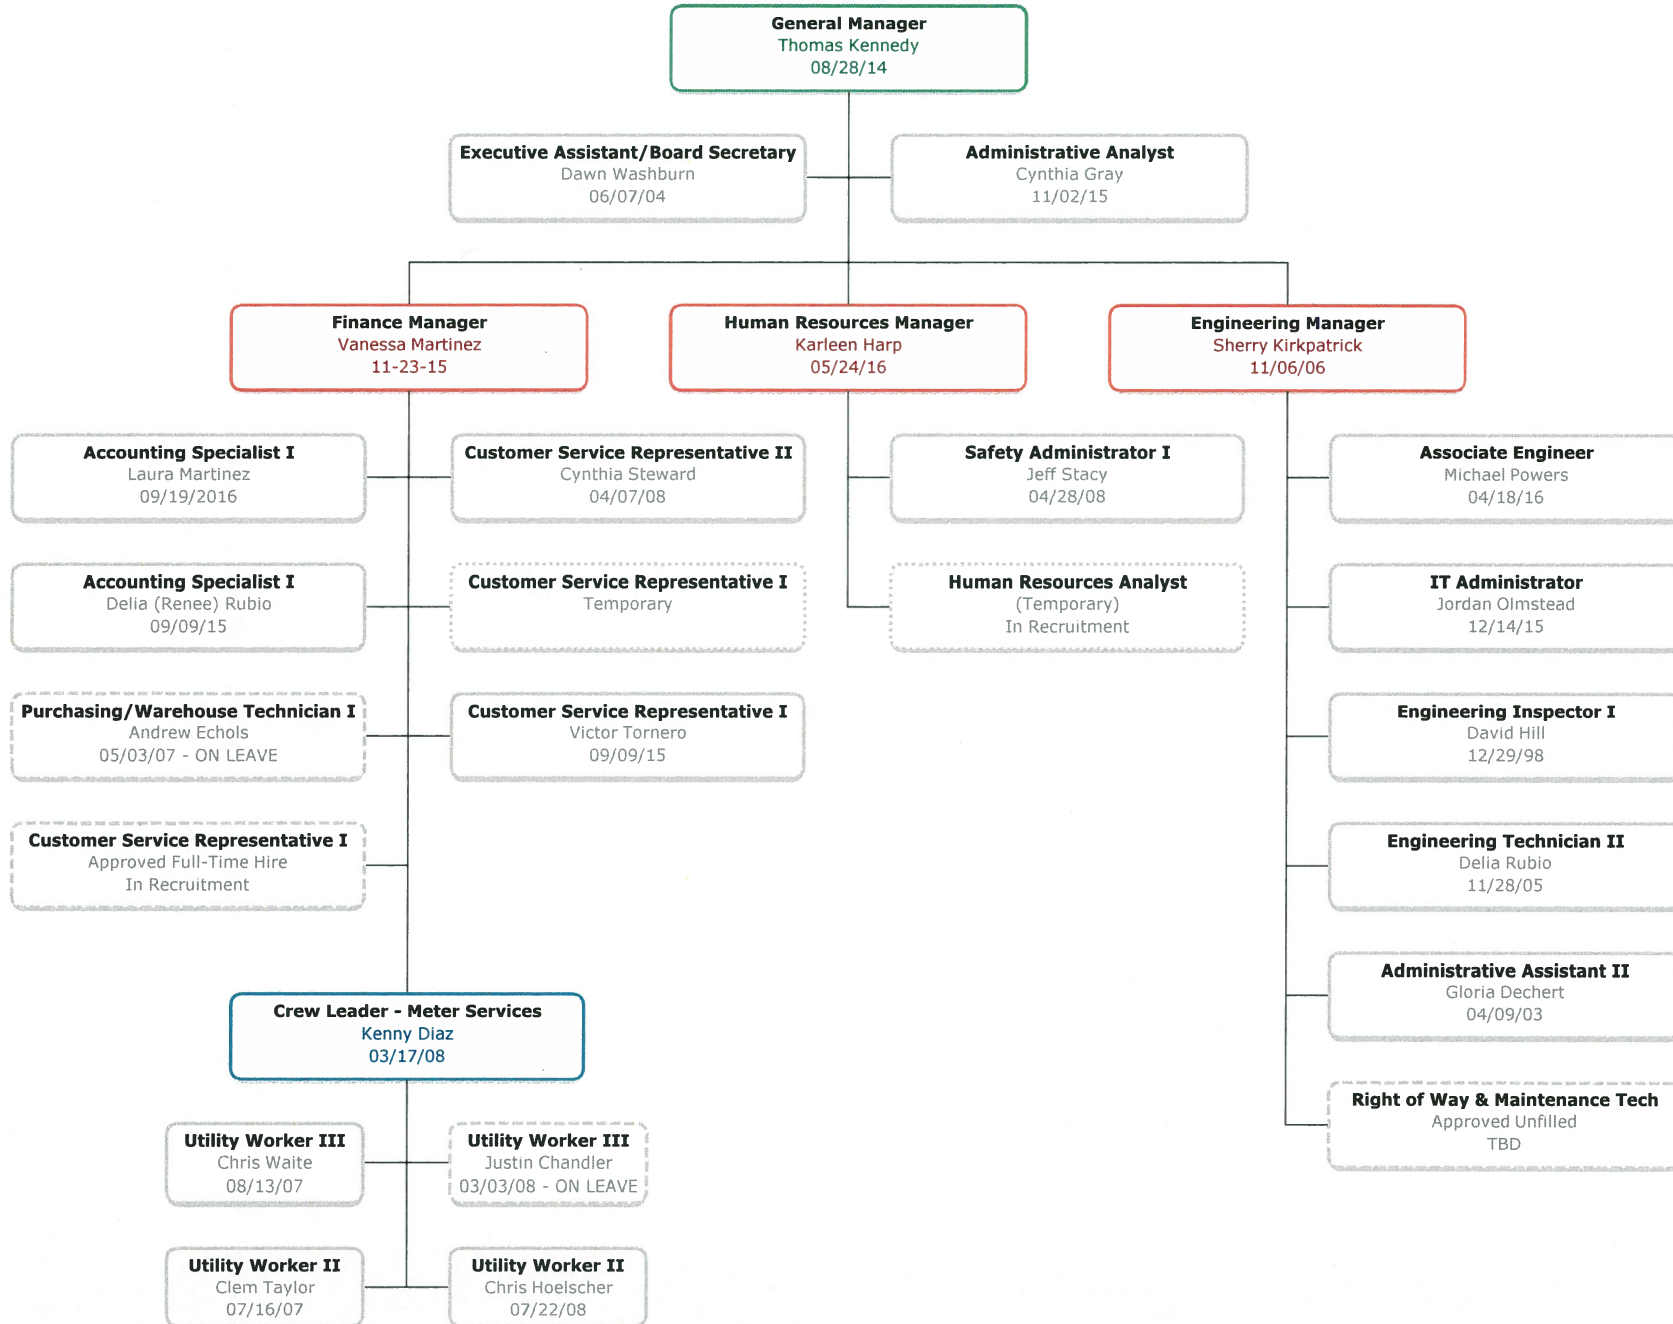 General Manager
Thomas Kennedy
08/28/14
Executive Assistant/Board Secretary
Dawn Washburn
06/07/04
Administrative Analyst
Cynthia Gray
11/02/15
Finance Manager
Vanessa Martinez
11-23-15
Human Resources Manager
Karleen Harp
05/24/16
Engineering Manager
Sherry Kirkpatrick
11/06/06
Accounting Specialist I
Laura Martinez
09/19/2016
Customer Service Representative II
Cynthia Steward
04/07/08
Safety Administrator I
Jeff Stacy
04/28/08
Associate Engineer
Michael Powers
04/18/16
Accounting Specialist I
Delia (Renee) Rubio
09/09/15
Customer Service Representative I
Temporary
Human Resources Analyst
(Temporary)
In Recruitment
IT Administrator
Jordan Olmstead
12/14/15
Purchasing/Warehouse Technician I
Andrew Echols
05/03/07 - ON LEAVE
Customer Service Representative I
Victor Tornero
09/09/15
Engineering Inspector I
David Hill
12/29/98
Customer Service Representative I
Approved Full-Time Hire
In Recruitment
Engineering Technician II
Delia Rubio
11/28/05
Administrative Assistant II
Gloria Dechert
04/09/03
Crew Leader - Meter Services
Kenny Diaz
03/17/08
Right of Way & Maintenance Tech
Approved Unfilled
TBD
Utility Worker III
Chris Waite
08/13/07
Utility Worker III
Justin Chandler
03/03/08 - ON LEAVE
Utility Worker II
Clem Taylor
07/16/07
Utility Worker II
Chris Hoelscher
07/22/08